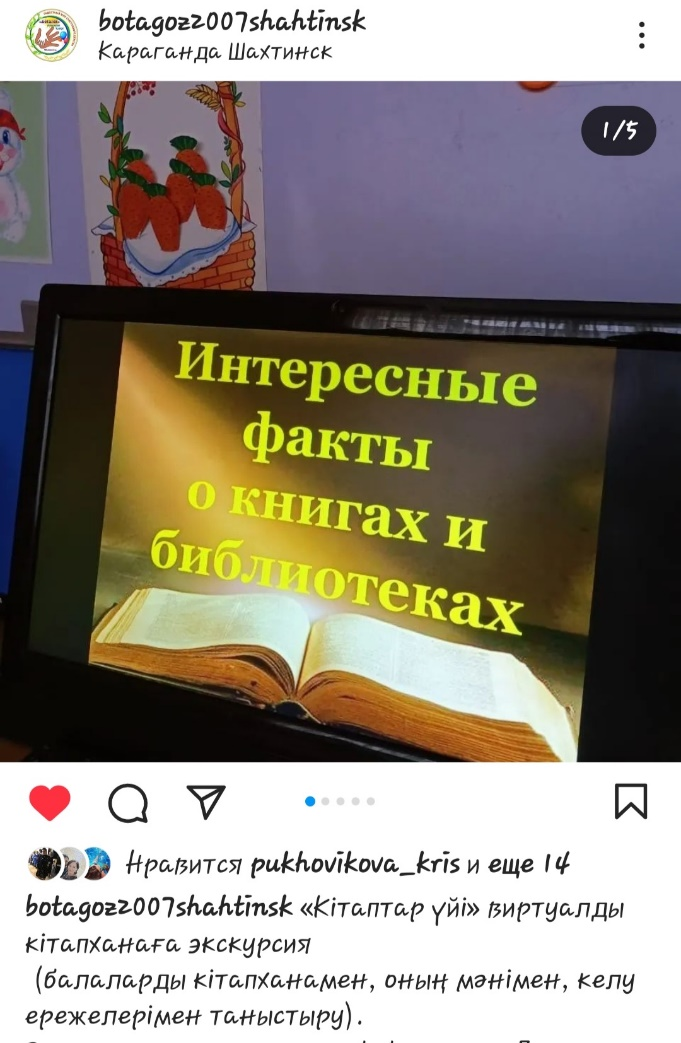 botagoz2007shahtinsk
Караганда Шахтинск
1/5
Интересные
факты
о книгах и
библиотеках
Нравится pukhovikova_kris и еще 14
botagoz2007shahtinsk «Кітаптар үйі» виртуалды
кітапханаға экскурсия
(балаларды кітапханамен, оның мәнімен, келу
ережелерімен таныстыру).